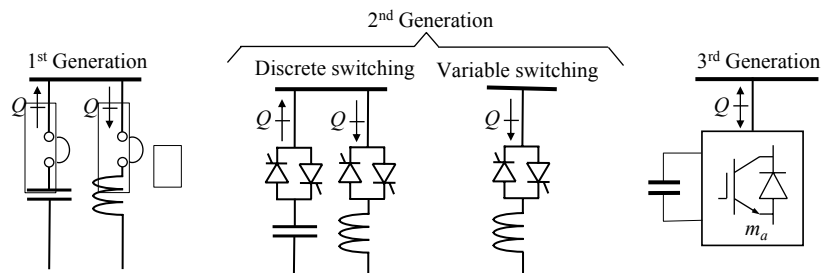 2nd Generation
1st Generation
Discrete switching
Variable switching
3rd Generation
Q
Q
Q
Q
Q
Q
ma